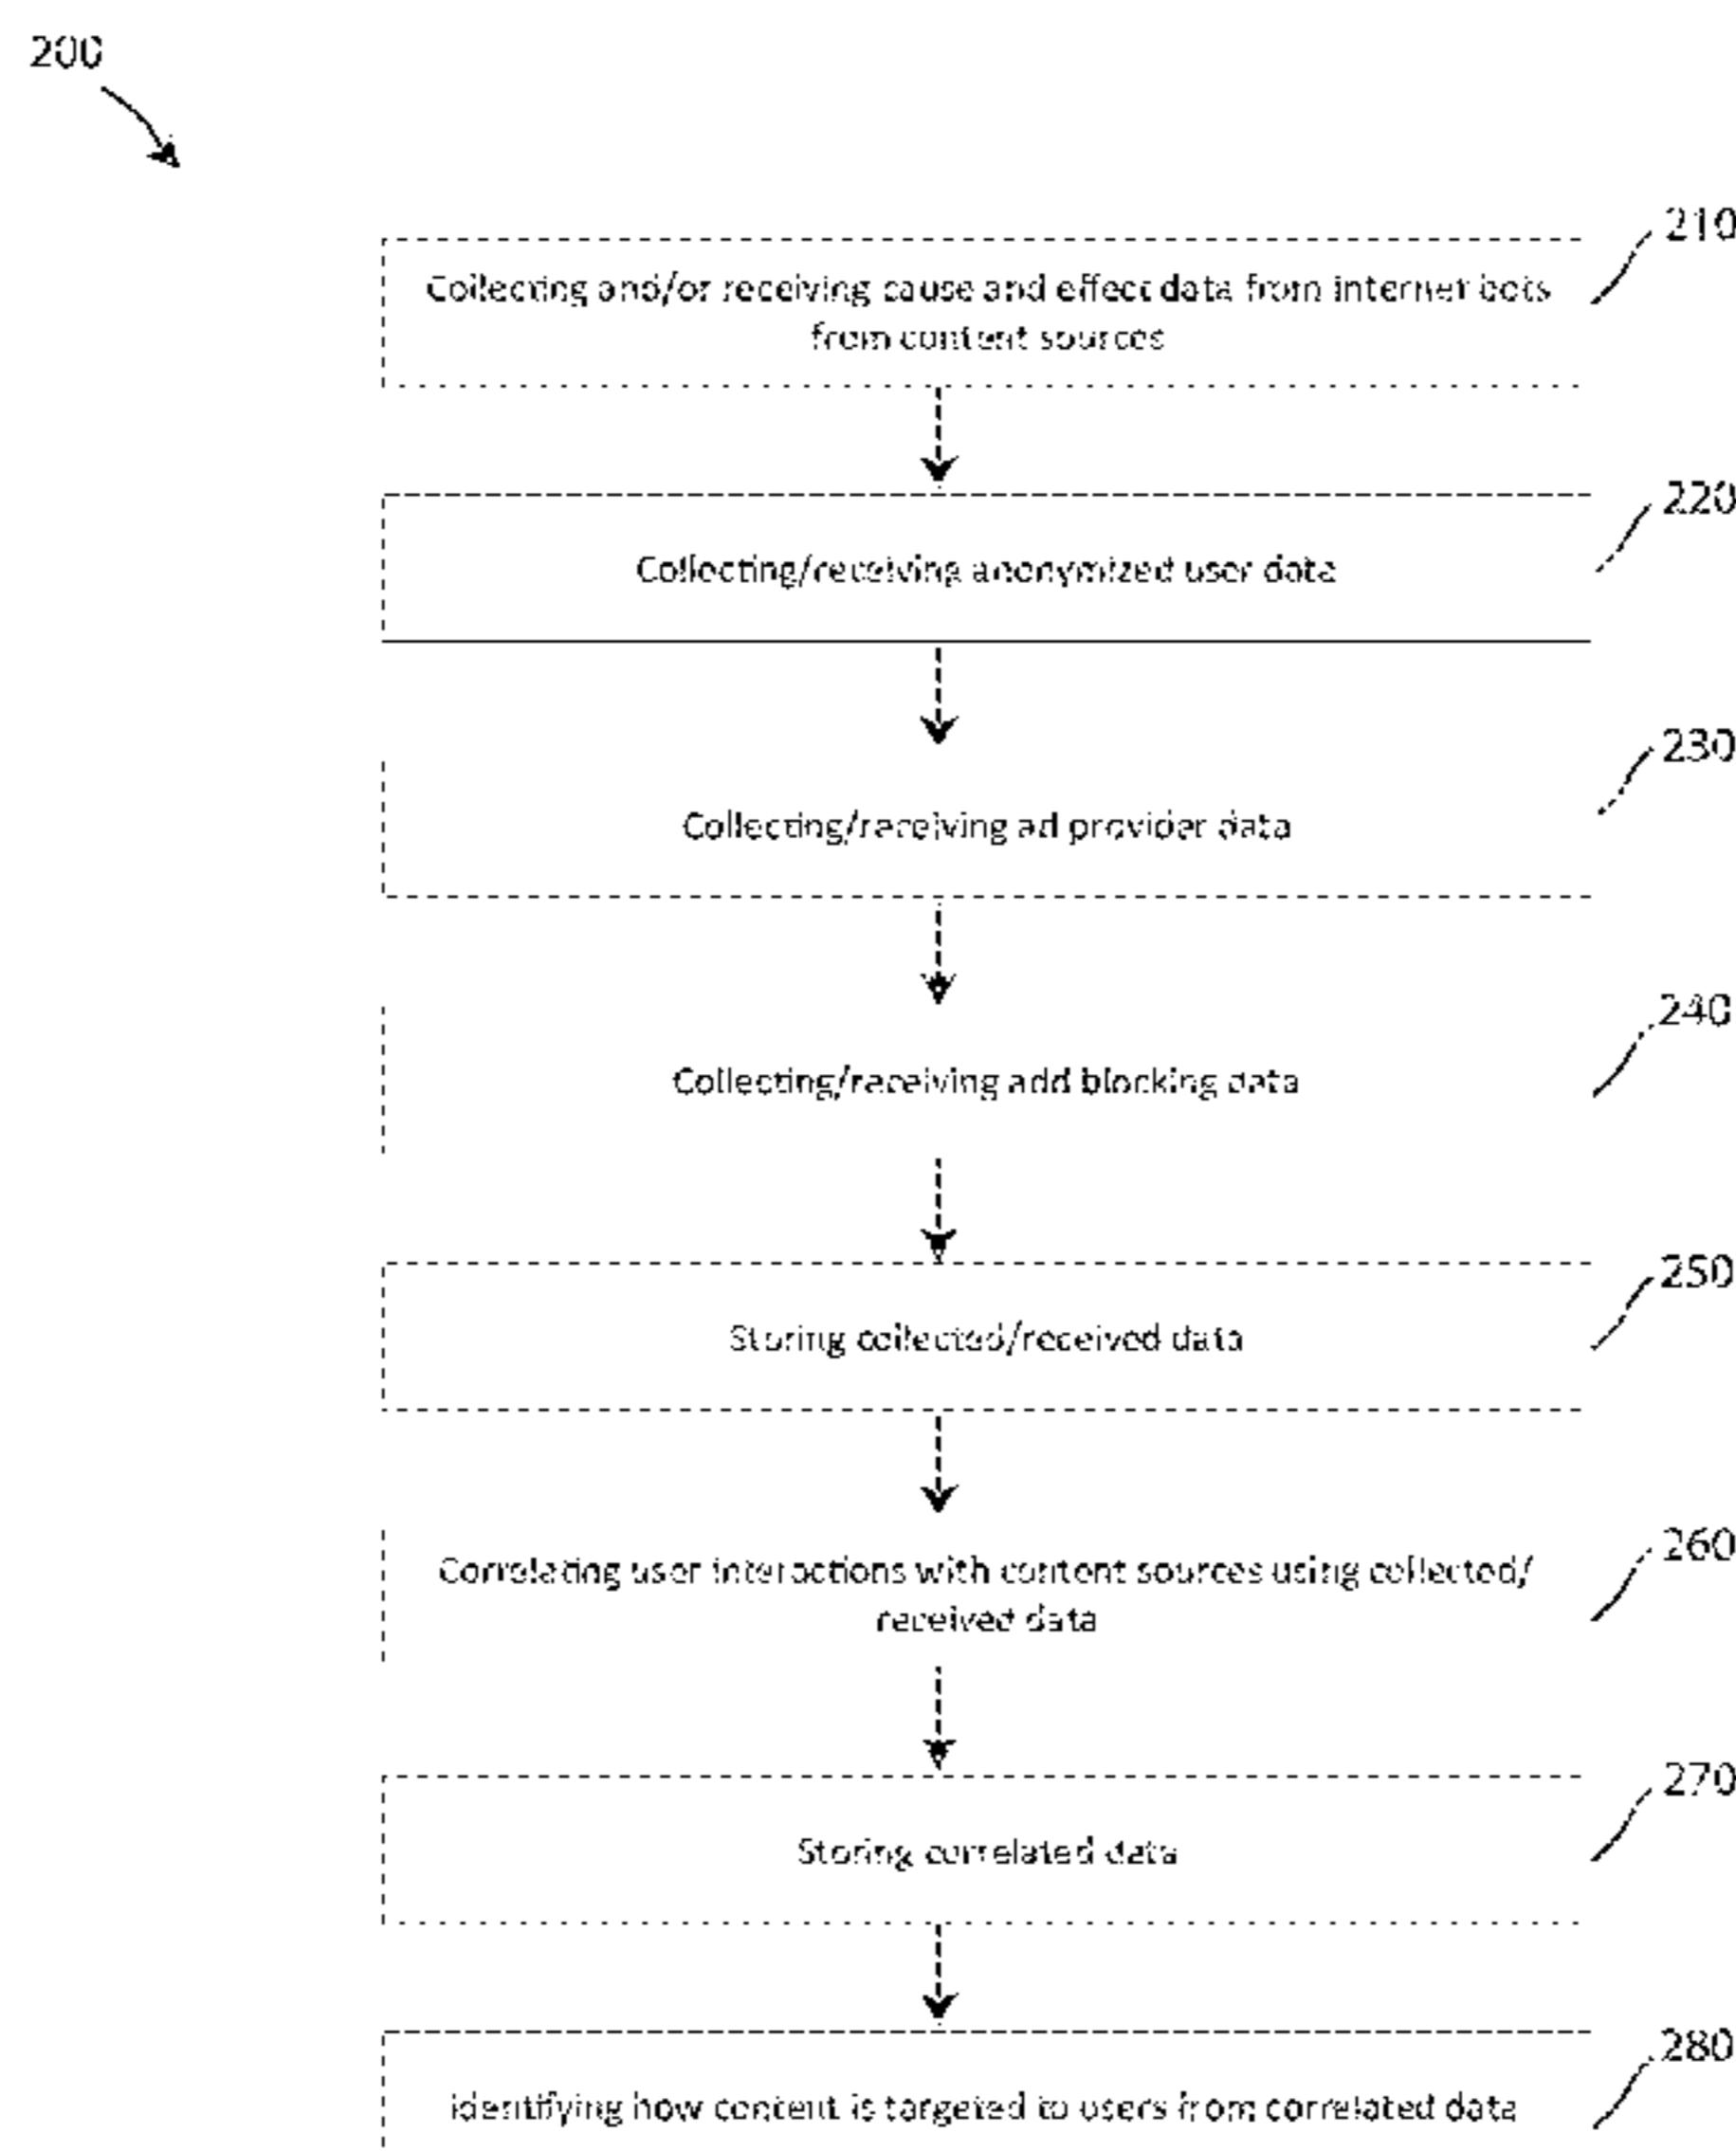 200
210
Collecting and/or receiving cause and effect data from internet bots
from content sources
220
Collecting/receiving anonymized user data
230
Collecting/receiving ad provider data
240
Collecting/receiving add blocking data
250
Storing collected/received data
260
Correlating user interactions with content sources using collected/
received data
270
Storing correlated data
280
Identifying how content is targeted to users from correlated data